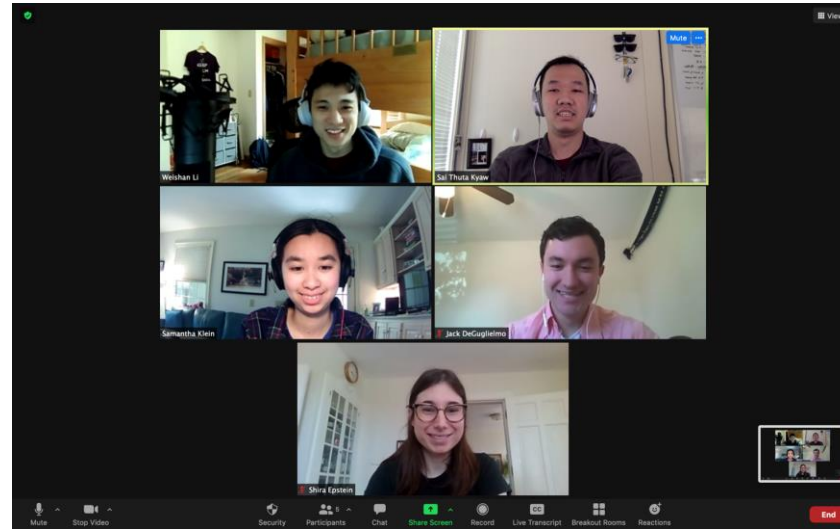 View
Mute
Weishan Li
Sai Thuta Kyaw
Samantha Klein
Jack DeGuglielmo
Shira Epstein
Mute
Stop Video
Security
Participants
5
Chat
Share Screen
Record
CC
Live Transcript
Breakout Rooms
Reactions
End